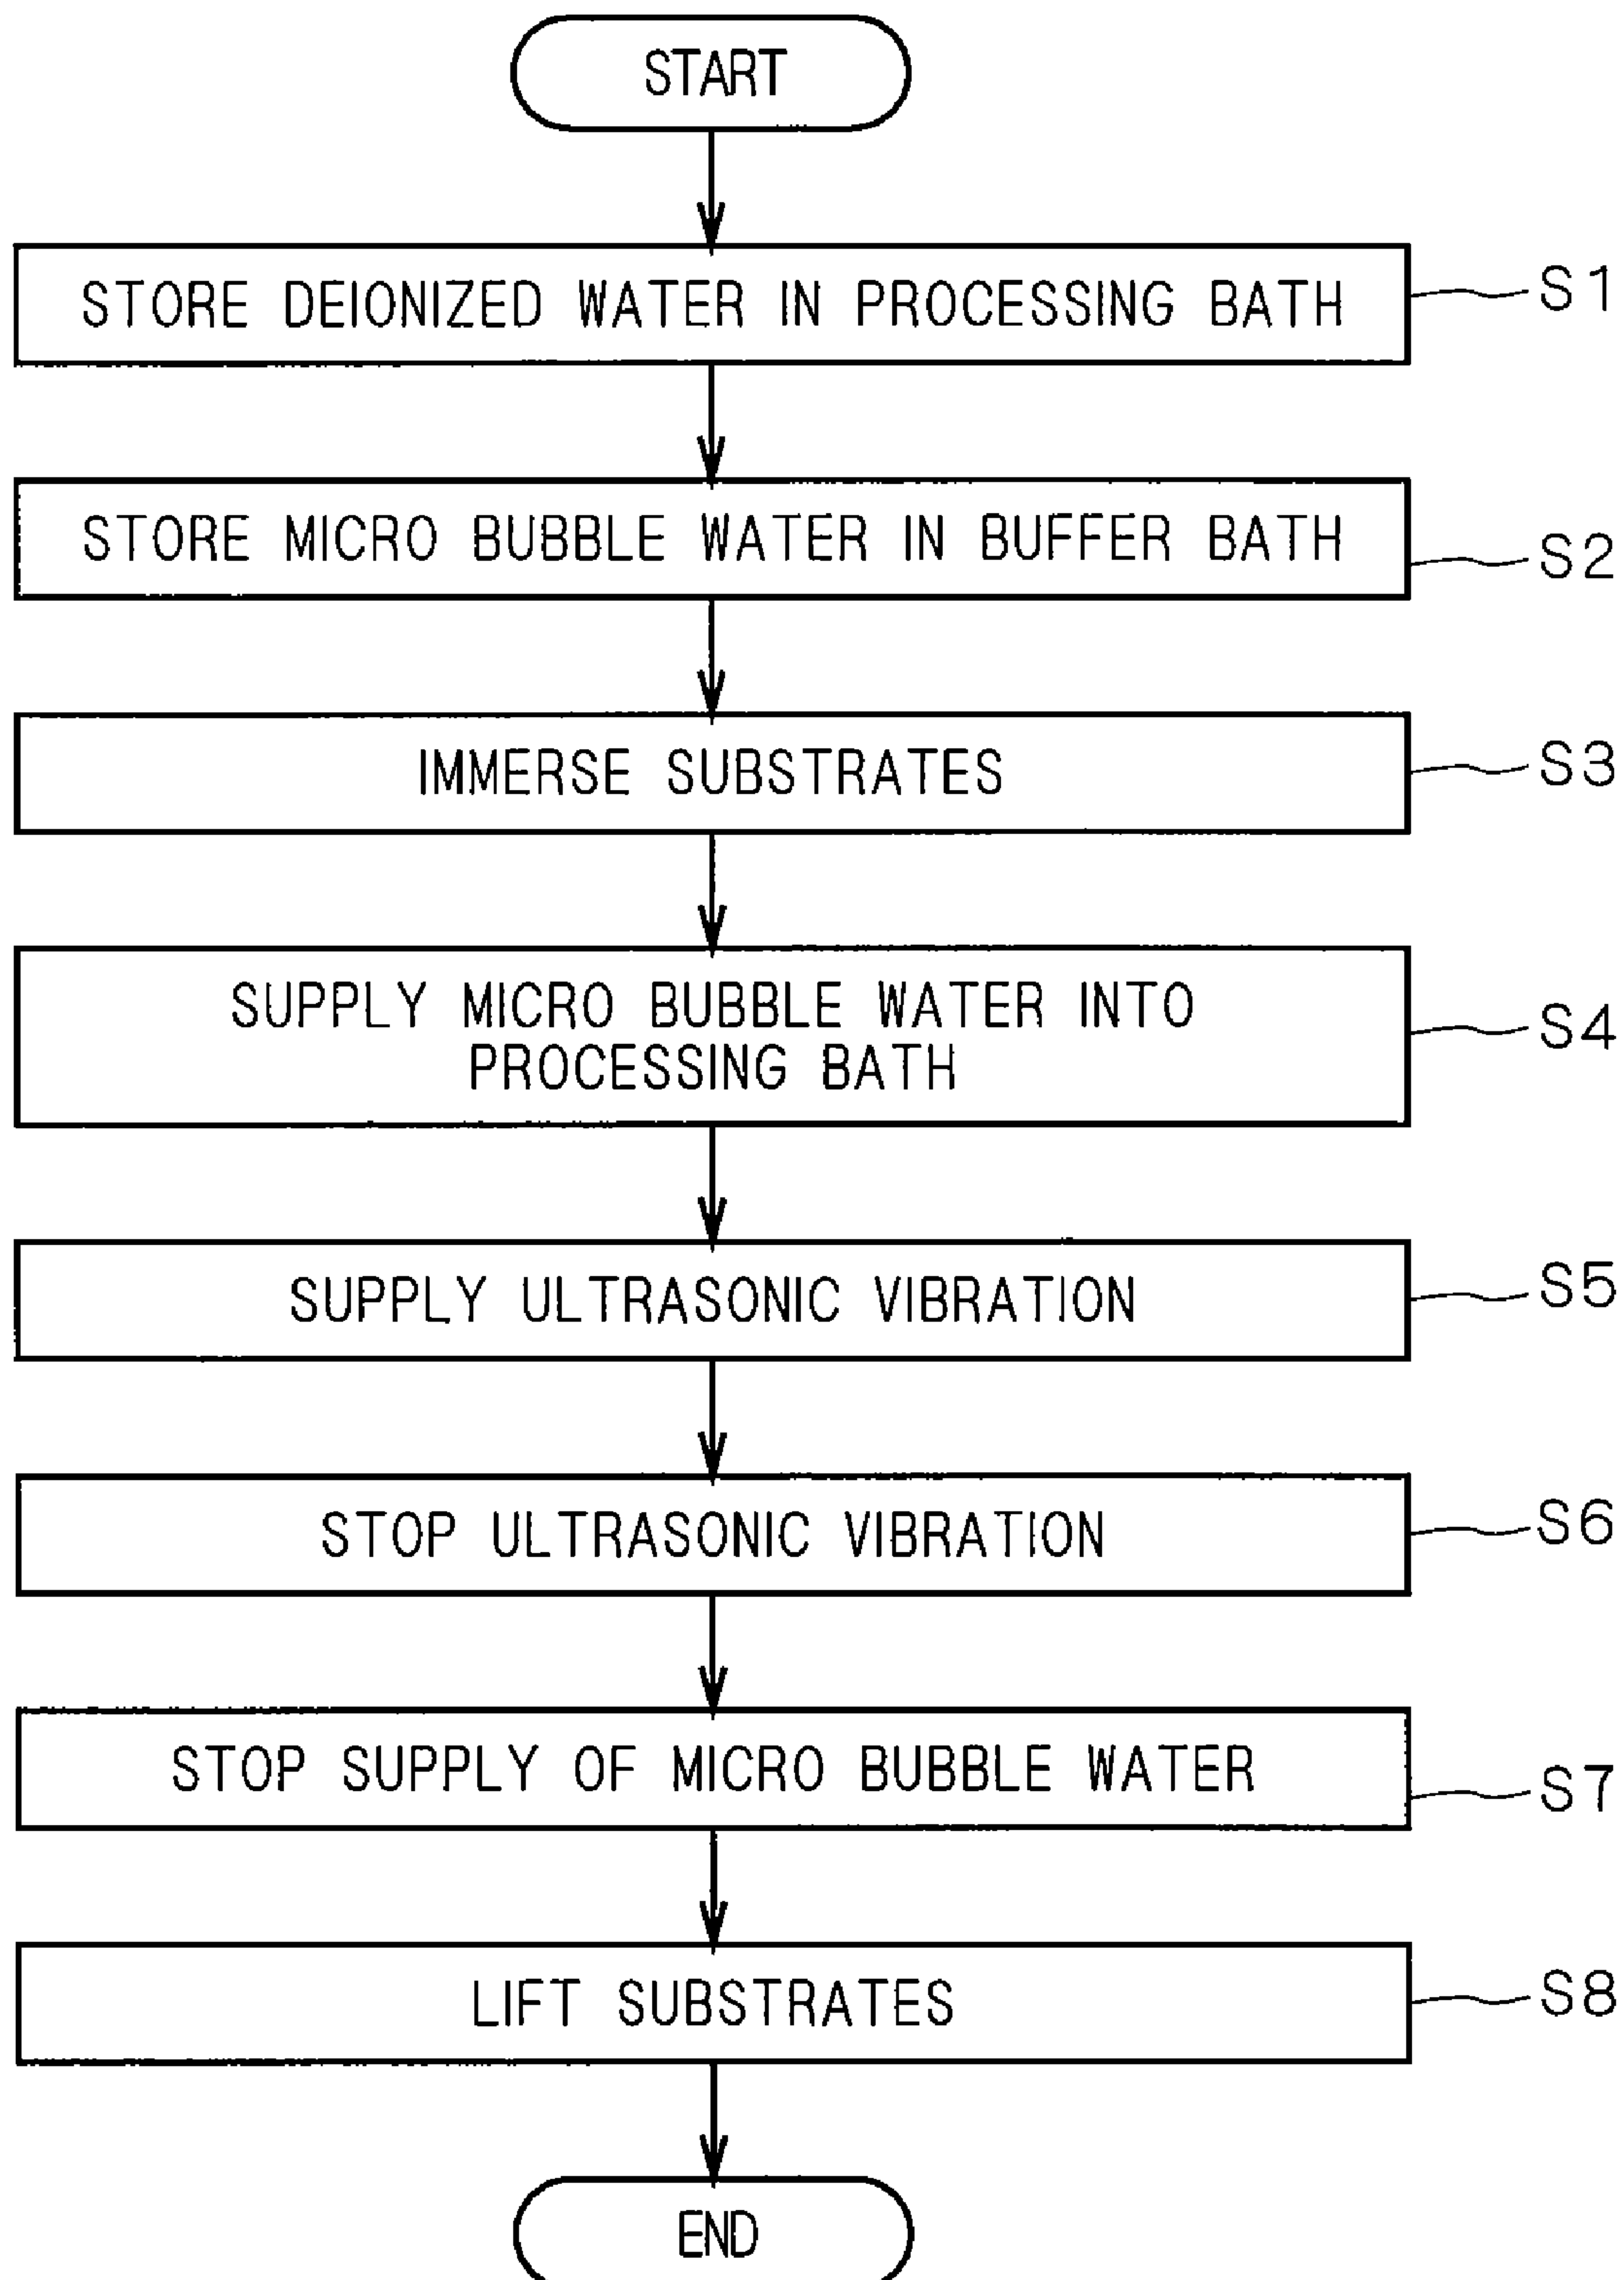 START
STORE DEIONIZED WATER IN PROCESSING BATH
S1
STORE MICRO BUBBLE WATER IN BUFFER BATH
S2
IMMERSE SUBSTRATES
S3
SUPPLY MICRO BUBBLE WATER INTO
PROCESSING BATH
S4
SUPPLY ULTRASONIC VIBRATION
S5
STOP ULTRASONIC VIBRATION
S6
STOP SUPPLY OF MICRO BUBBLE WATER
S7
LIFT SUBSTRATES
S8
END